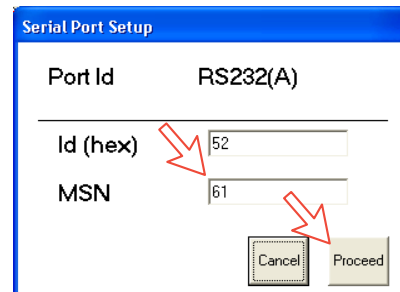 Serial Port Setup
Port Id RS232(A)
Id (hex) 52
MSN 61
Cancel Proceed